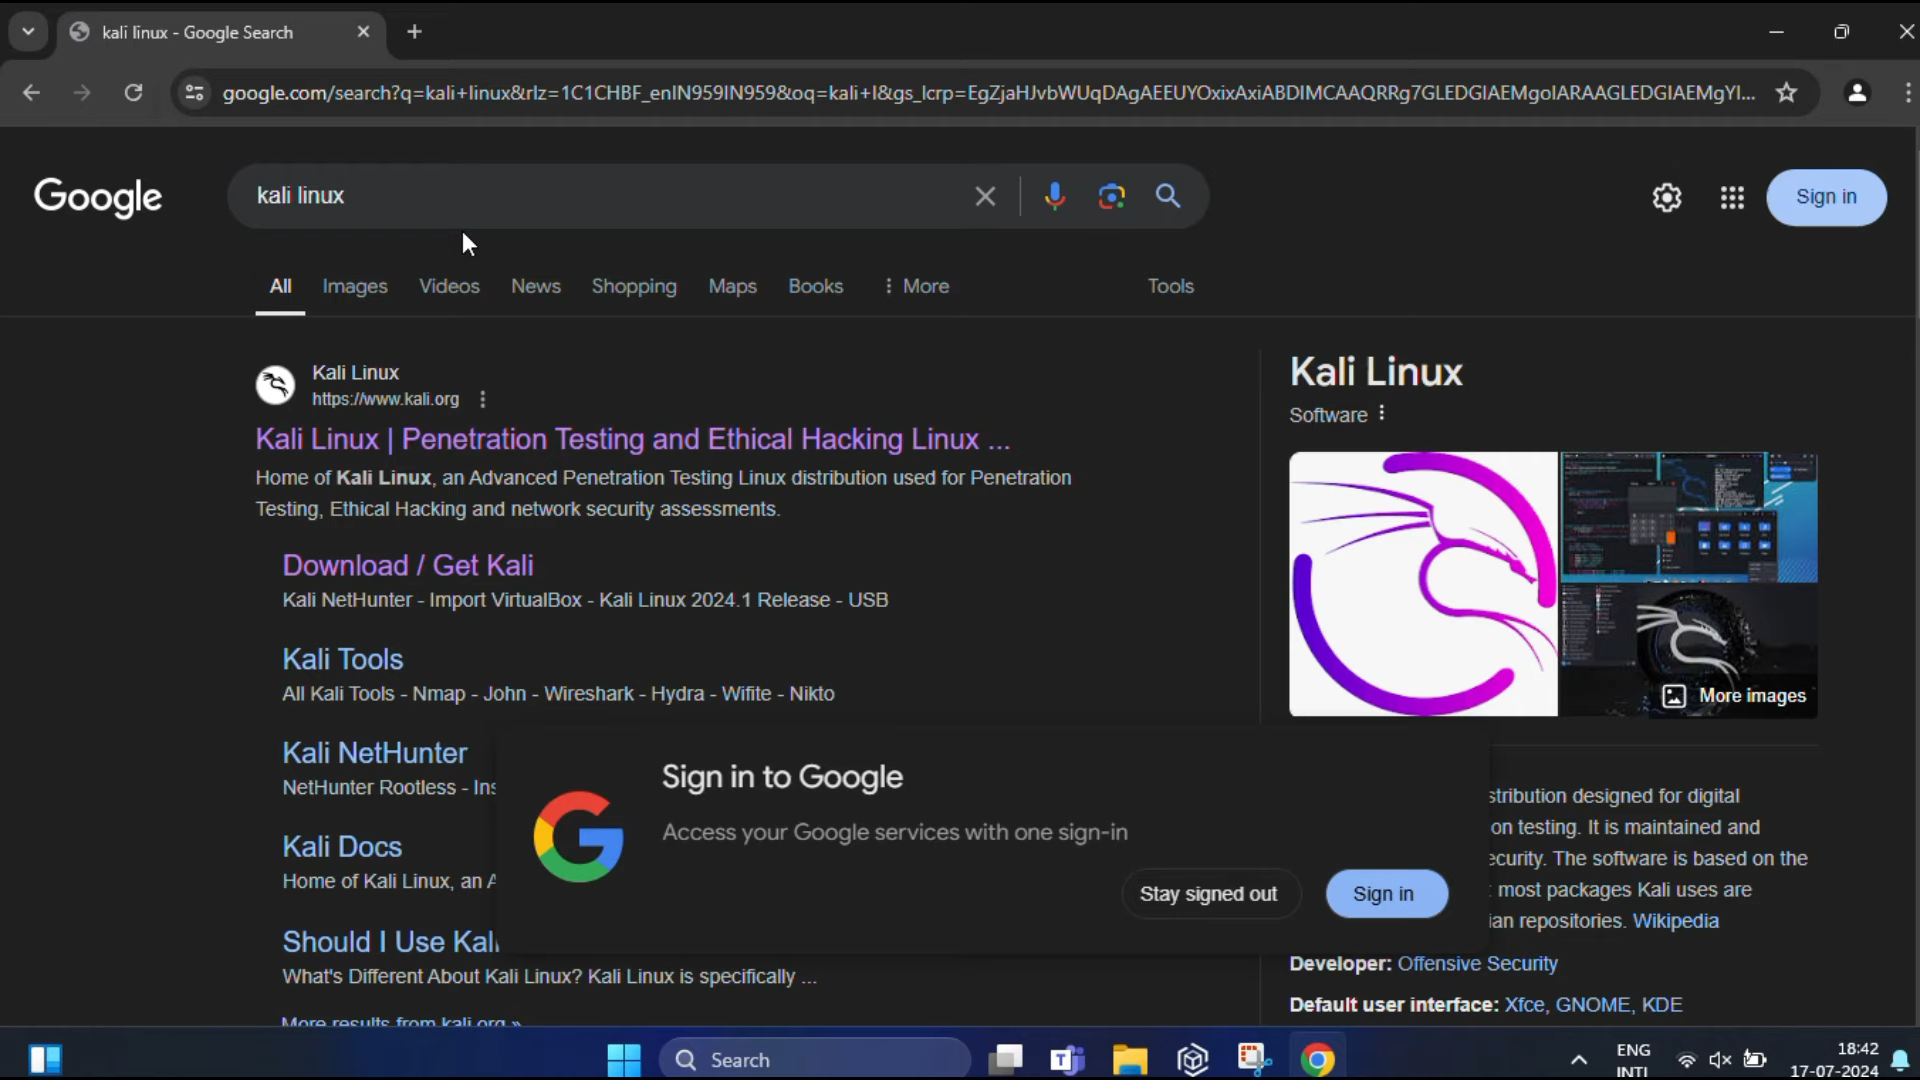 kali linux - Google Search
google.com/search?q=kali+linux&rlz=1C1CHBF_enIN959IN959&oq=kali+l&gs_lcrp=EgZjaHJvbWUqDAgAEEUYOxixAxiABDIMCAAQRRg7GLEDGIAEMgoIARAAGLEDGIAEMgYI...
Google
kali linux
Sign in
All Images Videos News Shopping Maps Books More Tools
Kali Linux
https://www.kali.org
Kali Linux | Penetration Testing and Ethical Hacking Linux ...
Home of Kali Linux, an Advanced Penetration Testing Linux distribution used for Penetration
Testing, Ethical Hacking and network security assessments.
Download / Get Kali
Kali NetHunter - Import VirtualBox - Kali Linux 2024.1 Release - USB
Kali Tools
All Kali Tools - Nmap - John - Wireshark - Hydra - Wifite - Nikto
Kali NetHunter
NetHunter Rootless - Ins
Kali Docs
Home of Kali Linux, an A
Should I Use Kali
What's Different About Kali Linux? Kali Linux is specifically ...
More results from kali.org »
Sign in to Google
Access your Google services with one sign-in
Stay signed out
Sign in
Kali Linux
Software
More images
stribution designed for digital
on testing. It is maintained and
ecurity. The software is based on the
most packages Kali uses are
ian repositories. Wikipedia
Developer: Offensive Security
Default user interface: Xfce, GNOME, KDE
Search
ENG
INTL
18:42
17-07-2024